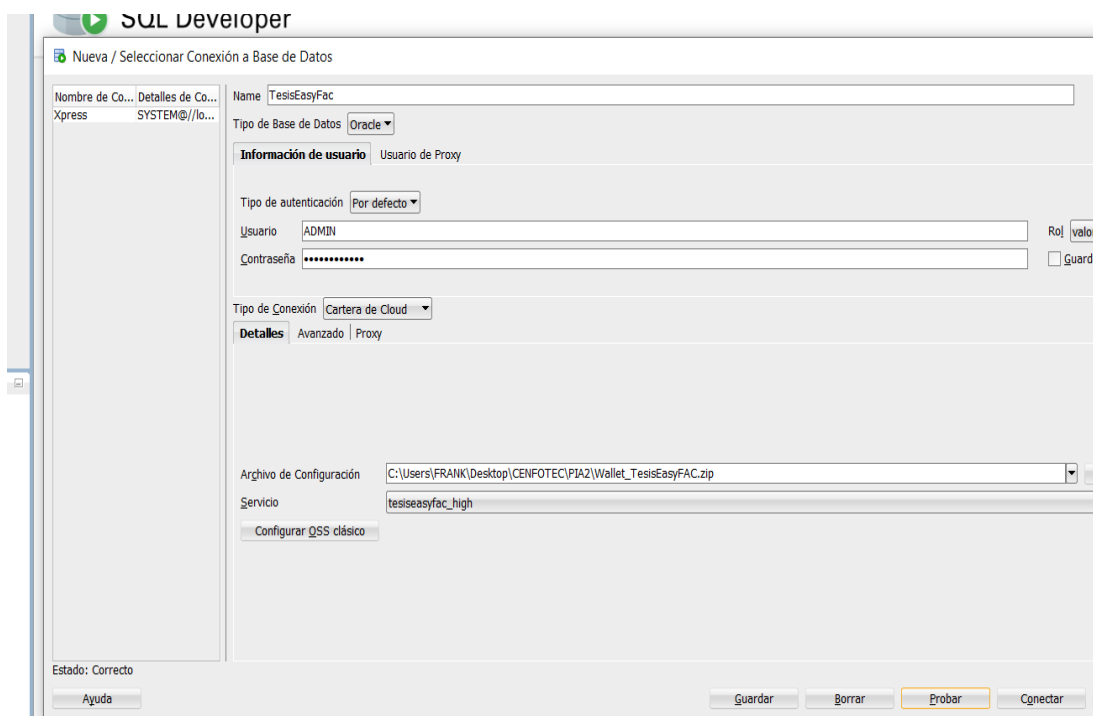 SQL Developer
Nueva / Seleccionar Conexión a Base de Datos
Nombre de Co... Detalles de Co...
Xpress SYSTEM@//lo...
Name TesisEasyFac
Tipo de Base de Datos Oracle
Información de usuario Usuario de Proxy
Tipo de autenticación Por defecto
Usuario ADMIN
Rol valo
Contraseña ••••••••••••
Guard
Tipo de Conexión Cartera de Cloud
Detalles Avanzado Proxy
Archivo de Configuración C:\Users\FRANK\Desktop\CENFOTEC\PIA2\Wallet_TesisEasyFAC.zip
Servicio tesiseasyfac_high
Configurar OSS clásico
Estado: Correcto
Ayuda Guardar Borrar Probar Conectar